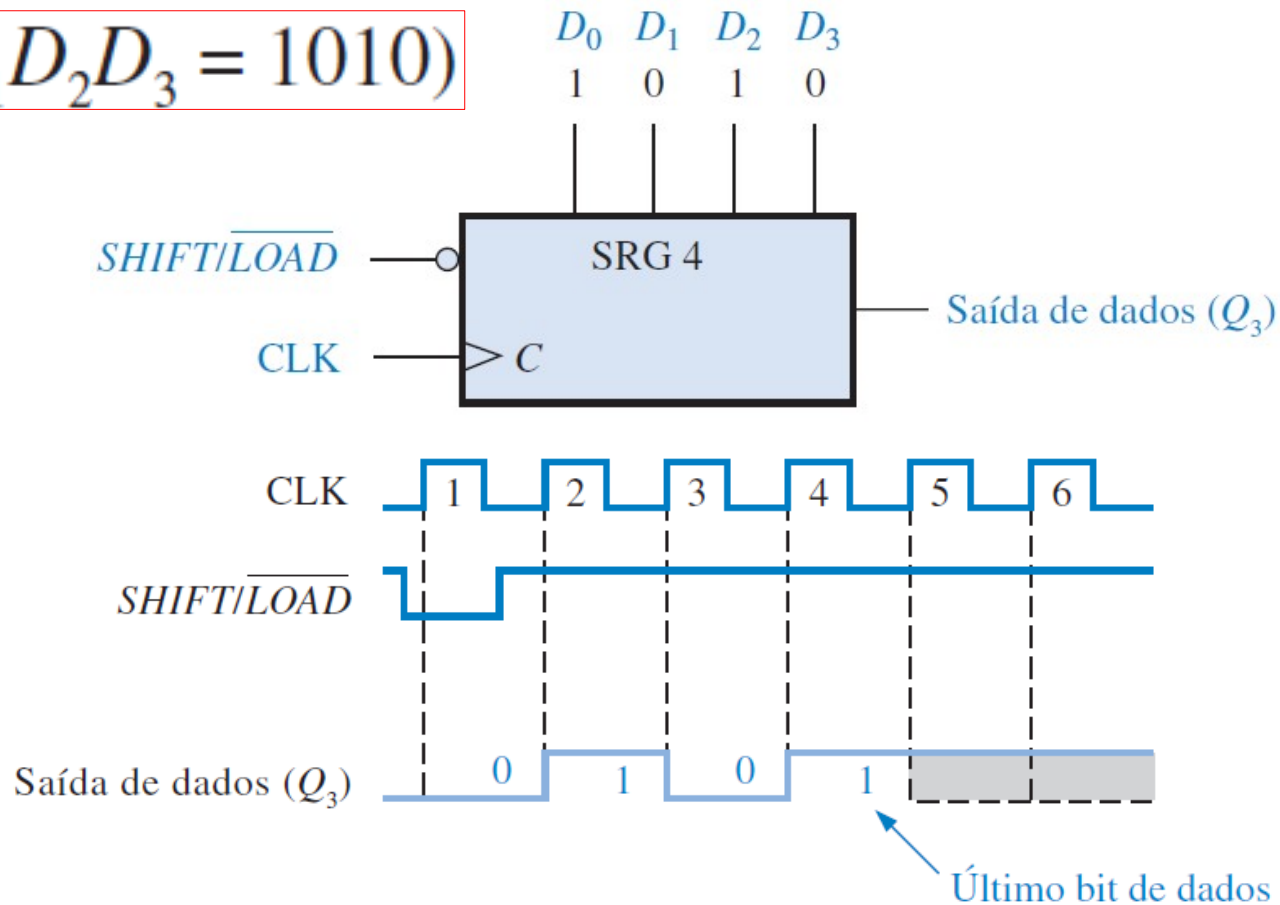 D₂D₃ = 1010)
D₀ D₁ D₂ D₃
1 0 1 0
SHIFT/L̅O̅A̅D̅
SRG 4
Saída de dados (Q₃)
CLK
C
CLK
1 2 3 4 5 6
SHIFT/L̅O̅A̅D̅
Saída de dados (Q₃)
0 1 0 1
Último bit de dados